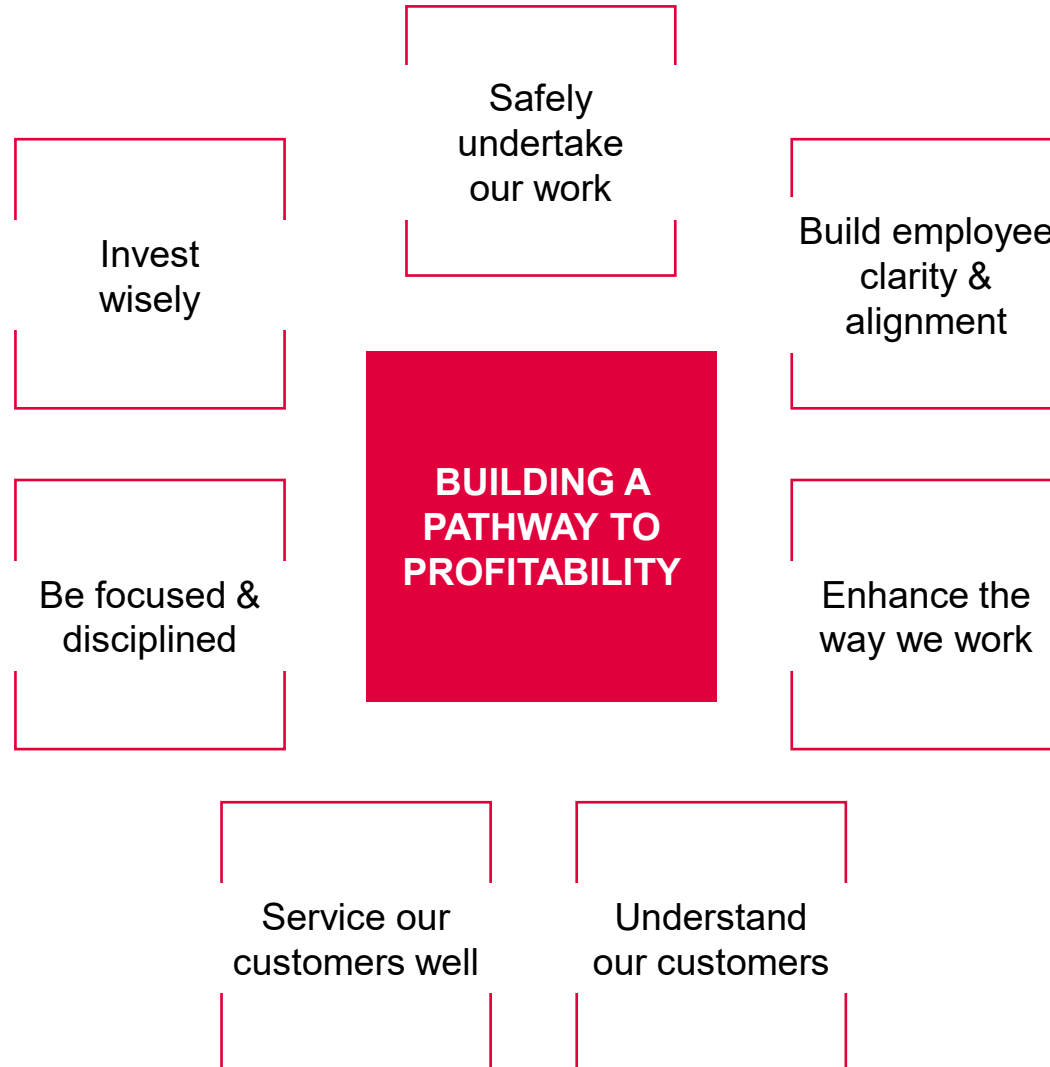 Safely
undertake
our work
Build employee
clarity &
alignment
Enhance the
way we work
Understand
our customers
Service our
customers well
Be focused &
disciplined
Invest
wisely
BUILDING A
PATHWAY TO
PROFITABILITY